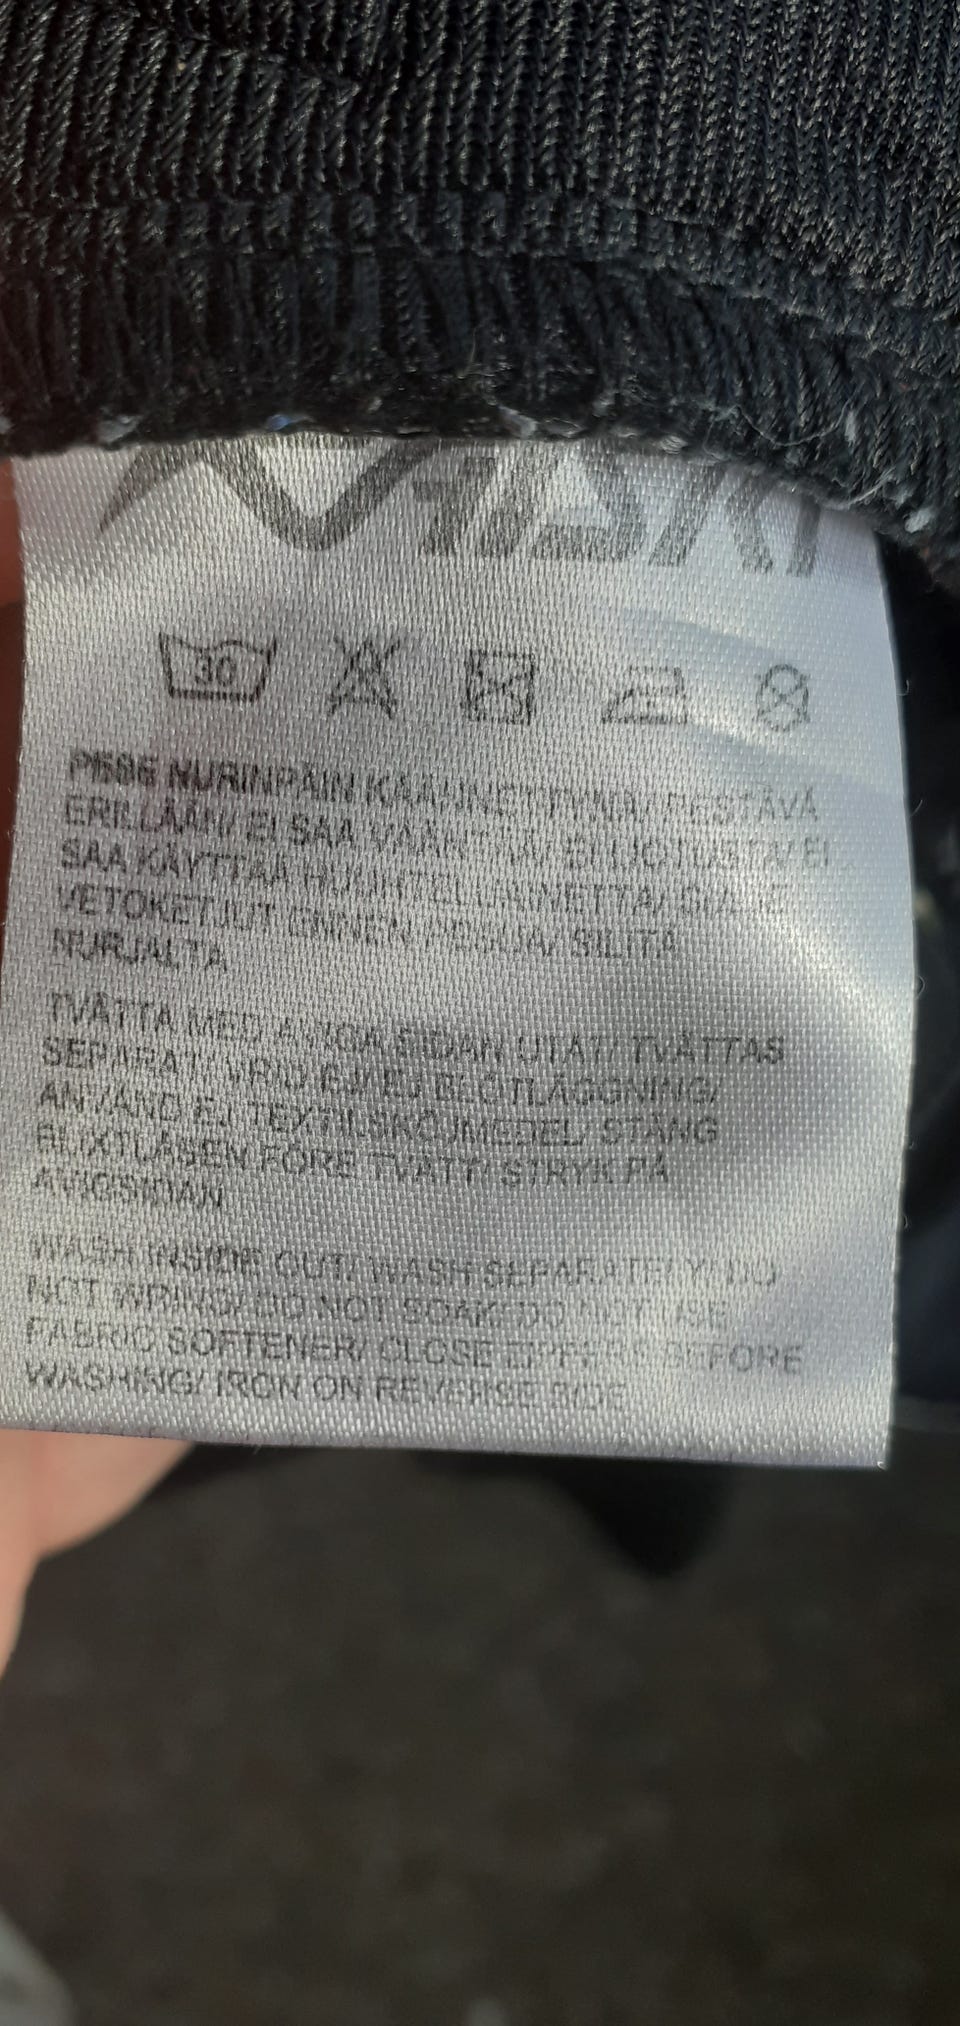 30
PESE NURINPÄIN KÄÄNNETTYNÄ/ PESTÄVÄ
ERILLÄÄN/ EI SAA VÄÄNTÄÄ/ EI LIOTUSTA/ EI
SAA KÄYTTÄÄ HUUHTELUAINETTA/ SULJE
VETOKETJUT ENNEN PESUA/ SILITÄ
NURJALTA
TVÄTTA MED AVIGA SIDAN UTÅT/ TVÄTTAS
SEPARAT/ VRID EJ/ EJ BLÖTLÄGGNING/
ANVÄND EJ TEXTILSKÖJMEDEL/ STÄNG
BLIXTLÅSEN FÖRE TVÄTT/ STRYK PÅ
AVIGSIDAN
WASH INSIDE OUT/ WASH SEPARATELY/ DO
NOT WRING/ DO NOT SOAK/ DO NOT USE
FABRIC SOFTENER/ CLOSE ZIPPERS BEFORE
WASHING/ IRON ON REVERSE SIDE